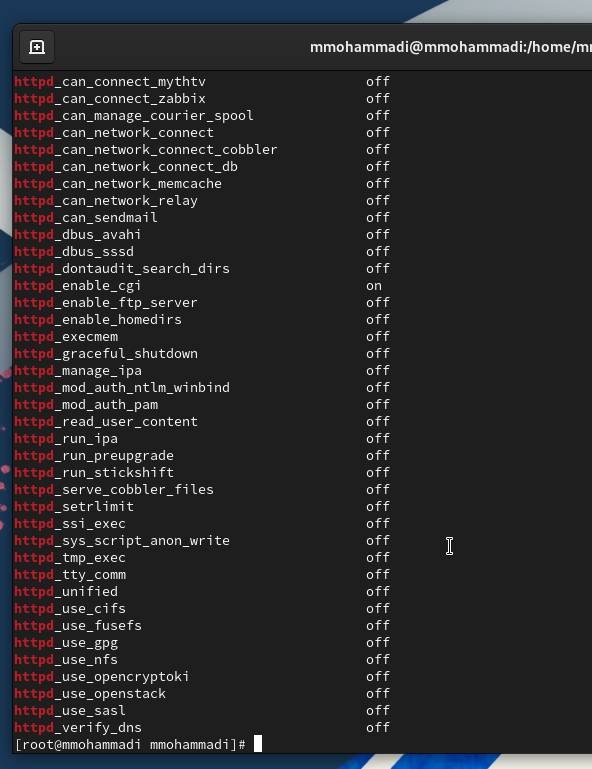 mmohammadi@mmohammadi:/home/m
httpd_can_connect_mythtv off
httpd_can_connect_zabbix off
httpd_can_manage_courier_spool off
httpd_can_network_connect off
httpd_can_network_connect_cobbler off
httpd_can_network_connect_db off
httpd_can_network_memcache off
httpd_can_network_relay off
httpd_can_sendmail off
httpd_dbus_avahi off
httpd_dbus_sssd off
httpd_dontaudit_search_dirs off
httpd_enable_cgi on
httpd_enable_ftp_server off
httpd_enable_homedirs off
httpd_execmem off
httpd_graceful_shutdown off
httpd_manage_ipa off
httpd_mod_auth_ntlm_winbind off
httpd_mod_auth_pam off
httpd_read_user_content off
httpd_run_ipa off
httpd_run_preupgrade off
httpd_run_stickshift off
httpd_serve_cobbler_files off
httpd_setrlimit off
httpd_ssi_exec off
httpd_sys_script_anon_write off
httpd_tmp_exec off
httpd_tty_comm off
httpd_unified off
httpd_use_cifs off
httpd_use_fusefs off
httpd_use_gpg off
httpd_use_nfs off
httpd_use_opencryptoki off
httpd_use_openstack off
httpd_use_sasl off
httpd_verify_dns off
[root@mmohammadi mmohammadi]#